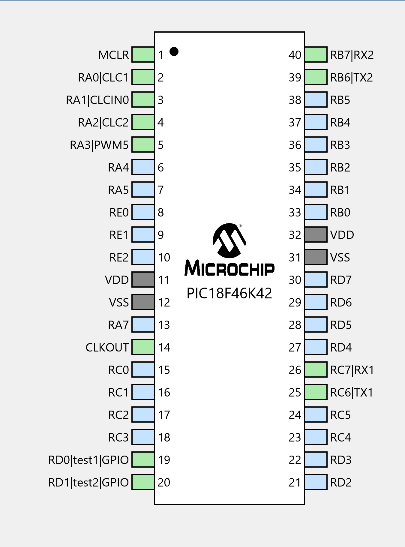 MCLR 1 40 RB7|RX2
RA0|CLC1 2 39 RB6|TX2
RA1|CLCIN0 3 38 RB5
RA2|CLC2 4 37 RB4
RA3|PWM5 5 36 RB3
RA4 6 35 RB2
RA5 7 34 RB1
RE0 8 33 RB0
RE1 9 32 VDD
RE2 10 31 VSS
MICROCHIP
VDD 11 30 RD7
PIC18F46K42
VSS 12 29 RD6
RA7 13 28 RD5
CLKOUT 14 27 RD4
RC0 15 26 RC7|RX1
RC1 16 25 RC6|TX1
RC2 17 24 RC5
RC3 18 23 RC4
RD0|test1|GPIO 19 22 RD3
RD1|test2|GPIO 20 21 RD2